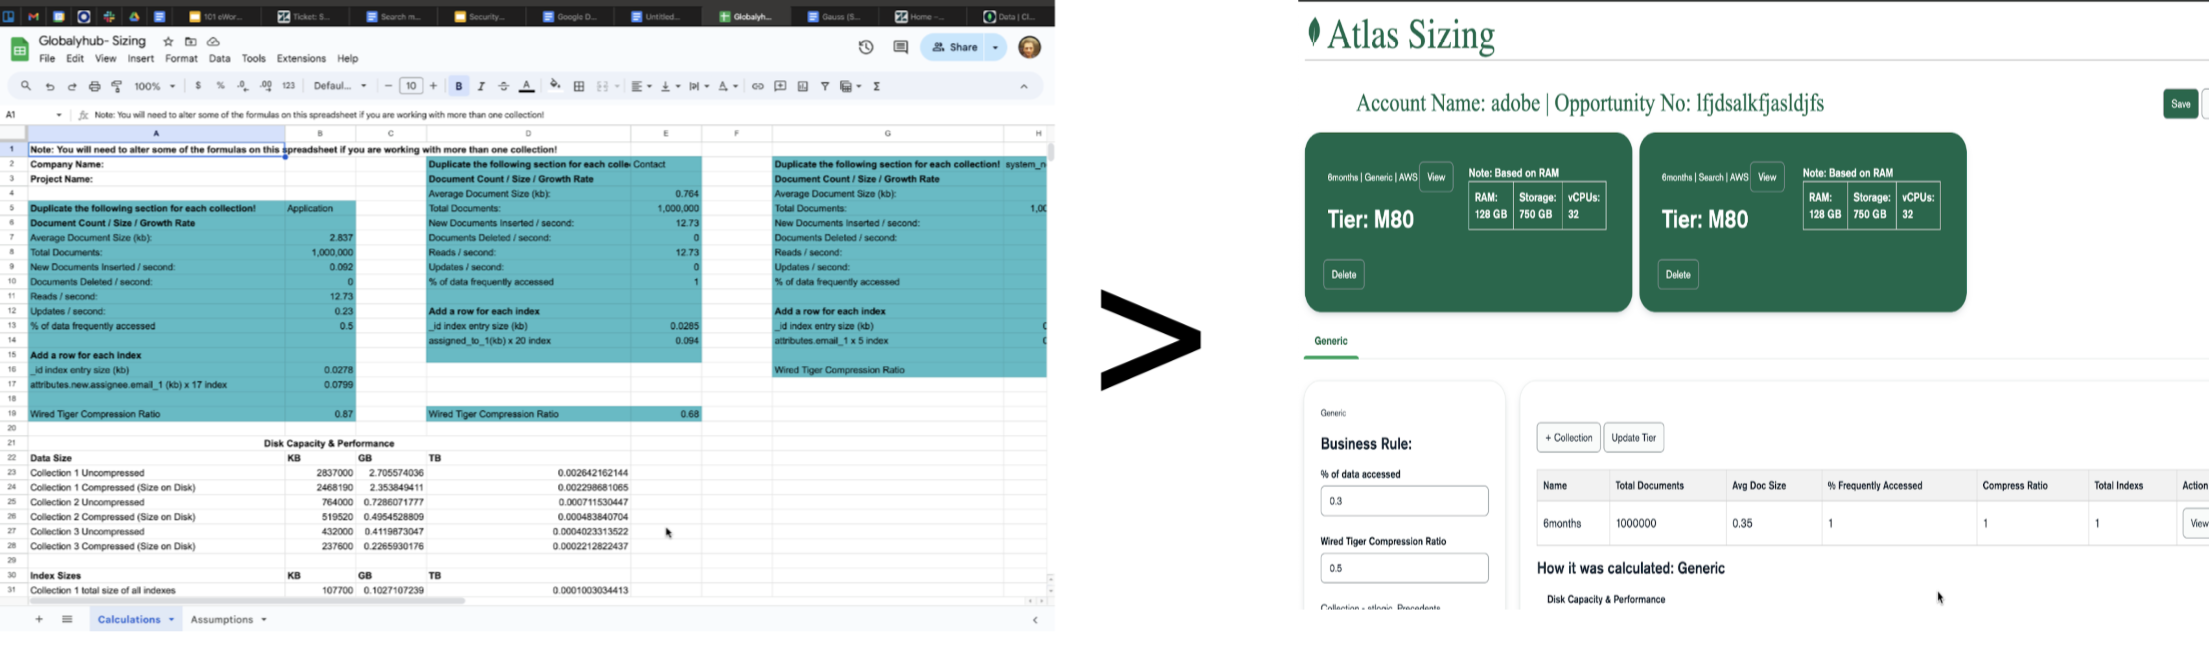 101 eWor...
Ticket: S...
Search m...
Security...
Google D...
Untitled...
Globalyh...
Gauss (S...
Home -...
Data | Cl...
Globalyhub- Sizing
File Edit View Insert Format Data Tools Extensions Help
Share
100% $ % .0 .00 123 Defaul... − 10 + B I S A
A1 fx Note: You will need to alter some of the formulas on this spreadsheet if you are working with more than one collection!
A B C D E F G H
1 Note: You will need to alter some of the formulas on this spreadsheet if you are working with more than one collection!
2 Company Name: Duplicate the following section for each colle Contact Duplicate the following section for each collection! system_n
3 Project Name: Document Count / Size / Growth Rate Document Count / Size / Growth Rate
4 Average Document Size (kb): 0.764 Average Document Size (kb):
5 Duplicate the following section for each collection! Application Total Documents: 1,000,000 Total Documents: 1,00
6 Document Count / Size / Growth Rate New Documents Inserted / second: 12.73 New Documents Inserted / second:
7 Average Document Size (kb): 2.837 Documents Deleted / second: 0 Documents Deleted / second:
8 Total Documents: 1,000,000 Reads / second: 12.73 Reads / second:
9 New Documents Inserted / second: 0.092 Updates / second: 0 Updates / second:
10 Documents Deleted / second: 0 % of data frequently accessed 1 % of data frequently accessed
11 Reads / second: 12.73
12 Updates / second: 0.23 Add a row for each index Add a row for each index
13 % of data frequently accessed 0.5 _id index entry size (kb) 0.0285 _id index entry size (kb)
14 assigned_to_1(kb) x 20 index 0.094 attributes.email_1 x 5 index
15 Add a row for each index
16 _id index entry size (kb) 0.0278 Wired Tiger Compression Ratio
17 attributes.new.assignee.email_1 (kb) x 17 index 0.0799
18
19 Wired Tiger Compression Ratio 0.87 Wired Tiger Compression Ratio 0.68
20
21 Disk Capacity & Performance
22 Data Size KB GB TB
23 Collection 1 Uncompressed 2837000 2.705574036 0.002642162144
24 Collection 1 Compressed (Size on Disk) 2468190 2.353849411 0.002298681065
25 Collection 2 Uncompressed 764000 0.7286071777 0.000711530447
26 Collection 2 Compressed (Size on Disk) 519520 0.4954528809 0.000483840704
27 Collection 3 Uncompressed 432000 0.4119873047 0.0004023313522
28 Collection 3 Compressed (Size on Disk) 237600 0.2265930176 0.0002212822437
29
30 Index Sizes KB GB TB
31 Collection 1 total size of all indexes 107700 0.1027107239 0.0001003034413
Calculations Assumptions
>
Atlas Sizing
Account Name: adobe | Opportunity No: lfjdsalkfjasldjfs
Save
6months | Generic | AWS View
Tier: M80
Note: Based on RAM
RAM: Storage: vCPUs:
128 GB 750 GB 32
Delete
6months | Search | AWS View
Tier: M80
Note: Based on RAM
RAM: Storage: vCPUs:
128 GB 750 GB 32
Delete
Generic
Generic
Business Rule:
% of data accessed
0.3
Wired Tiger Compression Ratio
0.5
+ Collection Update Tier
Name Total Documents Avg Doc Size % Frequently Accessed Compress Ratio Total Indexs Action
6months 1000000 0.35 1 1 1 View
How it was calculated: Generic
Disk Capacity & Performance